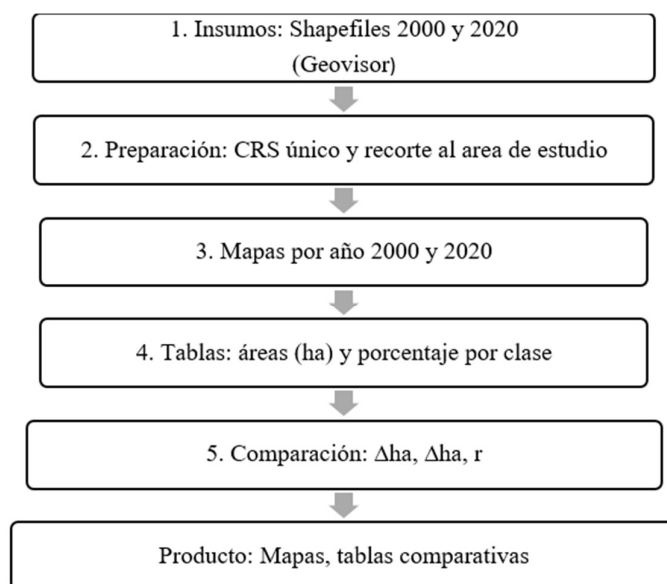 1. Insumos: Shapefiles 2000 y 2020
(Geovisor)
2. Preparación: CRS único y recorte al area de estudio
3. Mapas por año 2000 y 2020
4. Tablas: áreas (ha) y porcentaje por clase
5. Comparación: Δha, Δha, r
Producto: Mapas, tablas comparativas